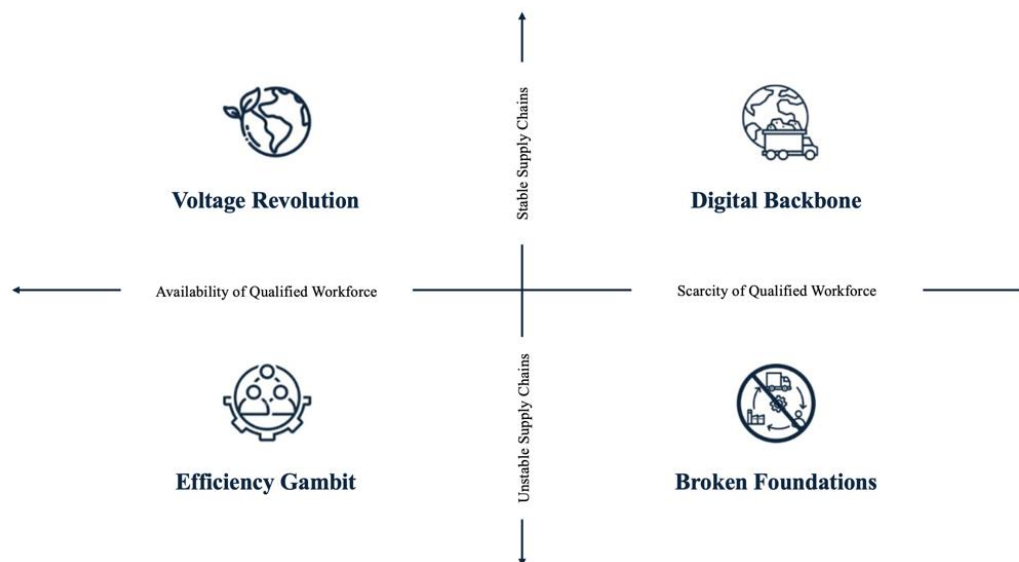 Stable Supply Chains
Voltage Revolution
Digital Backbone
Availability of Qualified Workforce
Scarcity of Qualified Workforce
Unstable Supply Chains
Efficiency Gambit
Broken Foundations